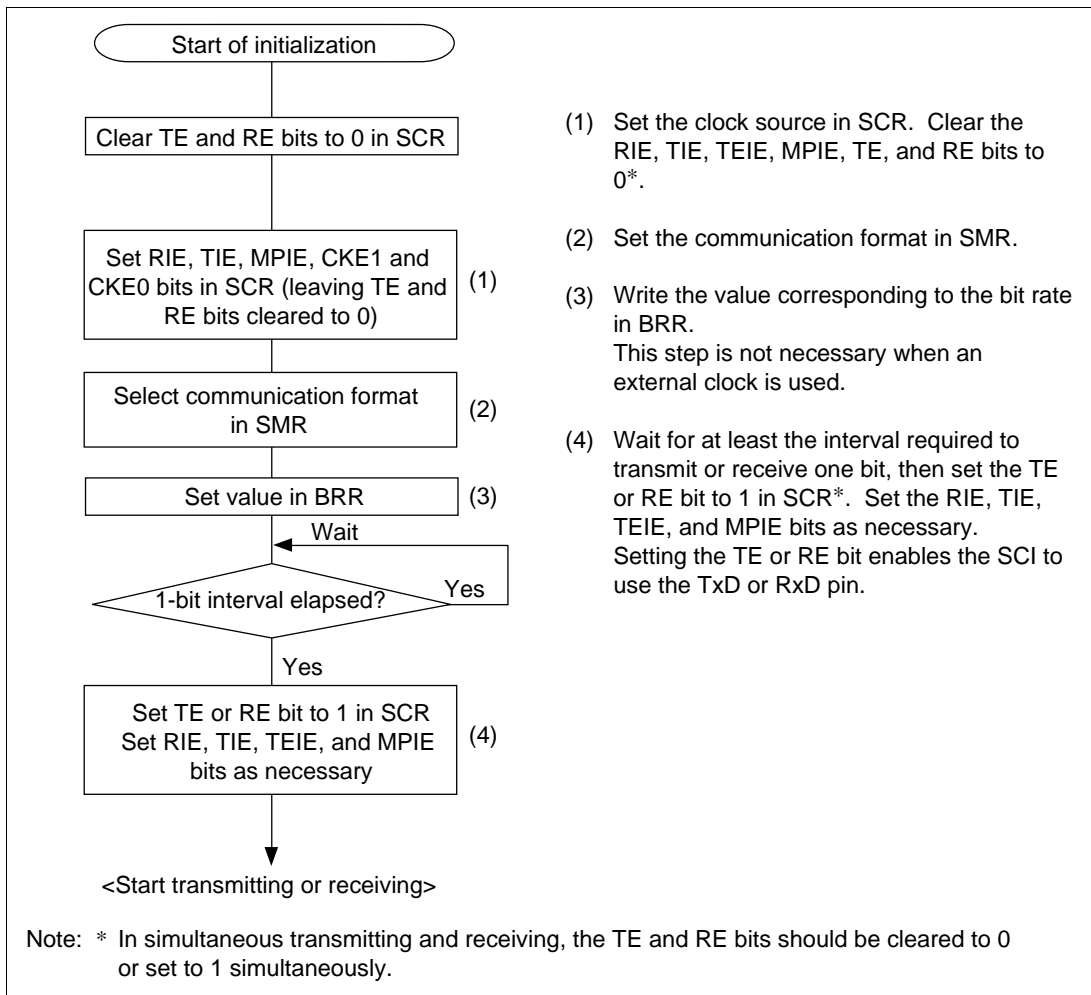 Start of initialization
Clear TE and RE bits to 0 in SCR
Set RIE, TIE, MPIE, CKE1 and
CKE0 bits in SCR (leaving TE and
RE bits cleared to 0)
(1)
Select communication format
in SMR
(2)
Set value in BRR
(3)
Wait
1-bit interval elapsed?
Yes
Yes
Set TE or RE bit to 1 in SCR
Set RIE, TIE, TEIE, and MPIE
bits as necessary
(4)
<Start transmitting or receiving>
(1) Set the clock source in SCR. Clear the
RIE, TIE, TEIE, MPIE, TE, and RE bits to
0*.
(2) Set the communication format in SMR.
(3) Write the value corresponding to the bit rate
in BRR.
This step is not necessary when an
external clock is used.
(4) Wait for at least the interval required to
transmit or receive one bit, then set the TE
or RE bit to 1 in SCR*. Set the RIE, TIE,
TEIE, and MPIE bits as necessary.
Setting the TE or RE bit enables the SCI to
use the TxD or RxD pin.
Note: * In simultaneous transmitting and receiving, the TE and RE bits should be cleared to 0
or set to 1 simultaneously.